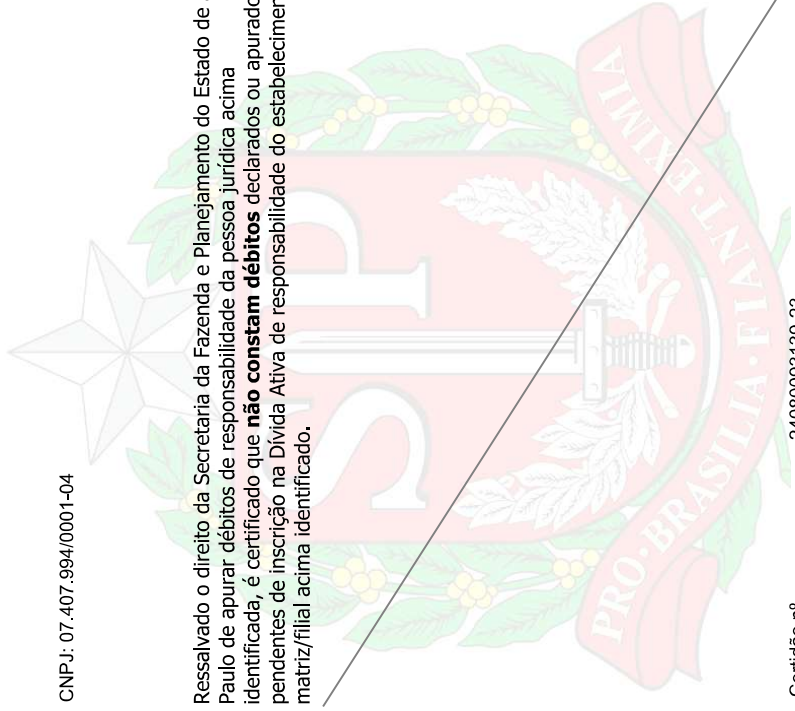 CNPJ: 07.407.994/0001-04
Ressalvado o direito da Secretaria da Fazenda e Planejamento do Estado de
Paulo de apurar débitos de responsabilidade da pessoa jurídica acima
identificada, é certificado que não constam débitos declarados ou apurado
pendentes de inscrição na Dívida Ativa de responsabilidade do estabelecimen
matriz/filial acima identificado.
SP
PRO·BRASILIA·FIANT·EXIMIA